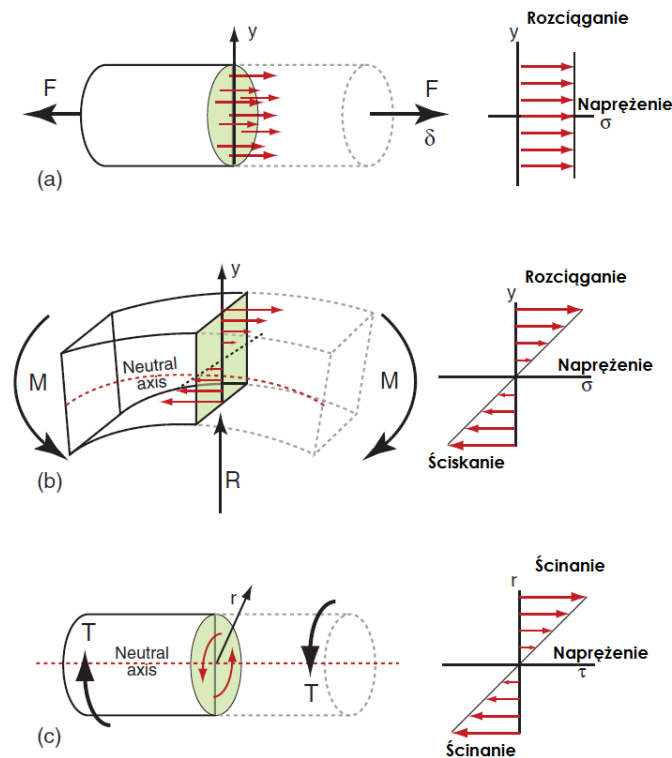 Rozciąganie
y
y
F
F
Naprężenie
σ
δ
(a)
y
Rozciąganie
y
Neutral
axis
M
M
Naprężenie
σ
Ściskanie
(b)
R
Ścinanie
r
r
T
Neutral
axis
T
Naprężenie
τ
(c)
Ścinanie